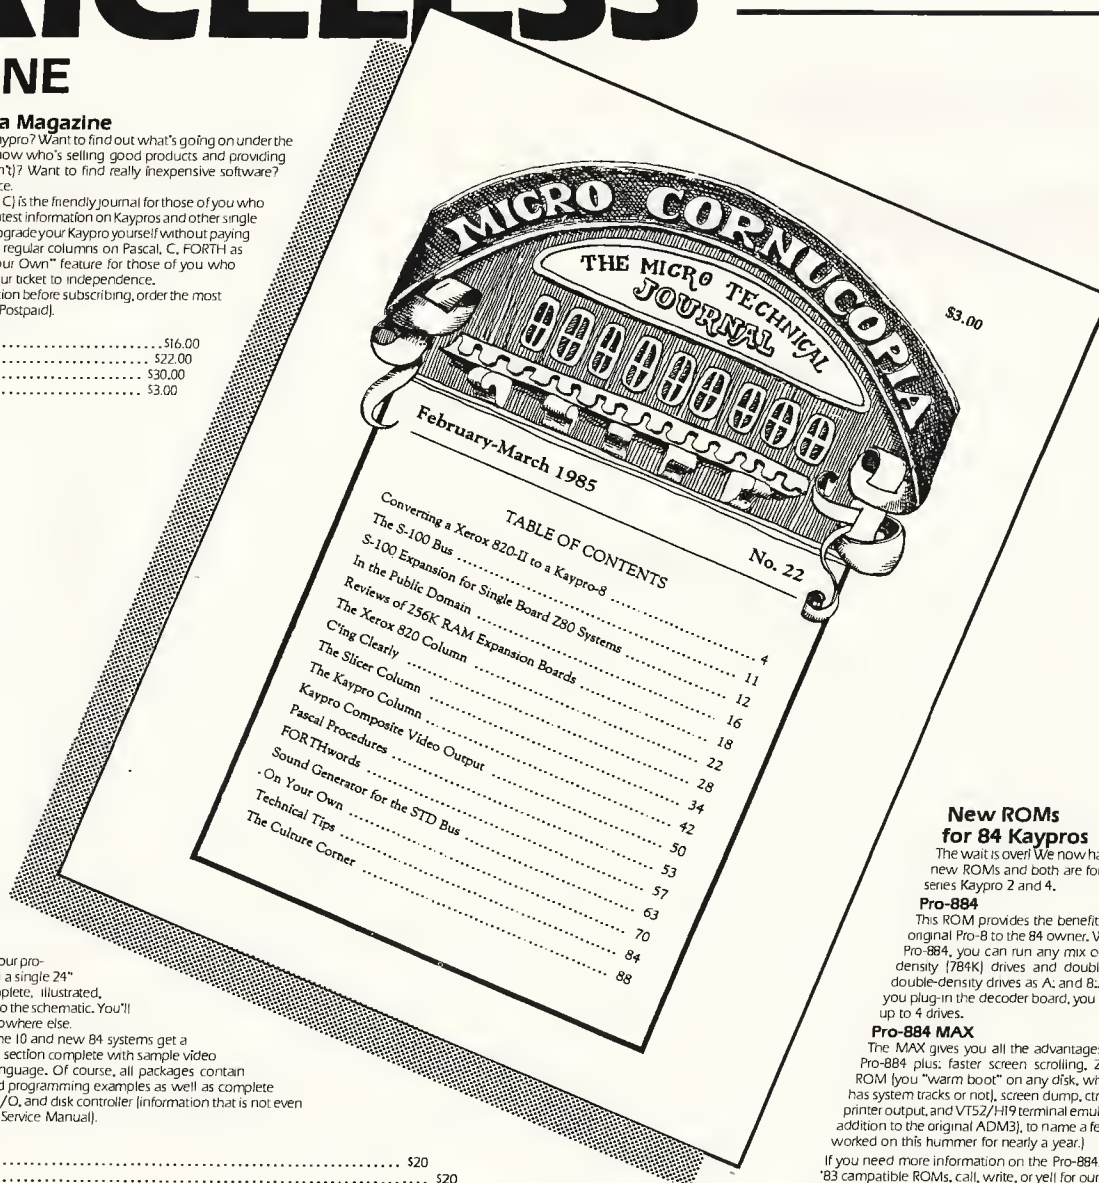 NE
a Magazine
aypro? Want to find out what's going on under the
ow who's selling good products and providing
n't)? Want to find really inexpensive software?
ce.
C) is the friendly journal for those of you who
test information on Kaypros and other single
pgrade your Kaypro yourself without paying
regular columns on Pascal, C, FORTH as
ur Own" feature for those of you who
ur ticket to independence.
tion before subscribing, order the most
Postpaid).
$16.00
$22.00
$30.00
$3.00
MICRO CORNUCOPIA
THE MICRO TECHNICAL
JOURNAL
$3.00
February-March 1985
No. 22
TABLE OF CONTENTS
Converting a Xerox 820-II to a Kaypro-8 4
The S-100 Bus 11
S-100 Expansion for Single Board Z80 Systems 12
In the Public Domain 16
Reviews of 256K RAM Expansion Boards 18
The Xerox 820 Column 22
C'ing Clearly 28
The Slicer Column 34
The Kaypro Column 42
Kaypro Composite Video Output 50
Pascal Procedures 53
FORTHwords 57
Sound Generator for the STD Bus 63
On Your Own 70
Technical Tips 84
The Culture Corner 88
our pro-
a single 24"
plete, illustrated,
o the schematic. You'll
owhere else.
he 10 and new 84 systems get a
section complete with sample video
nguage. Of course, all packages contain
d programming examples as well as complete
/O, and disk controller (information that is not even
Service Manual).
$20
$20
New ROMs
for 84 Kaypros
The wait is over! We now ha
new ROMs and both are fo
series Kaypro 2 and 4.
Pro-884
This ROM provides the benefit
original Pro-8 to the 84 owner. W
Pro-884, you can run any mix o
density (784K) drives and doubl
double-density drives as A: and B:.
you plug-in the decoder board, you
up to 4 drives.
Pro-884 MAX
The MAX gives you all the advantage
Pro-884 plus: faster screen scrolling, Z
ROM (you "warm boot" on any disk, wh
has system tracks or not), screen dump, ctr
printer output, and VT52/H19 terminal emul
addition to the original ADM3), to name a fe
worked on this hummer for nearly a year.)
If you need more information on the Pro-884,
'83 campatible ROMs, call, write, or yell for our